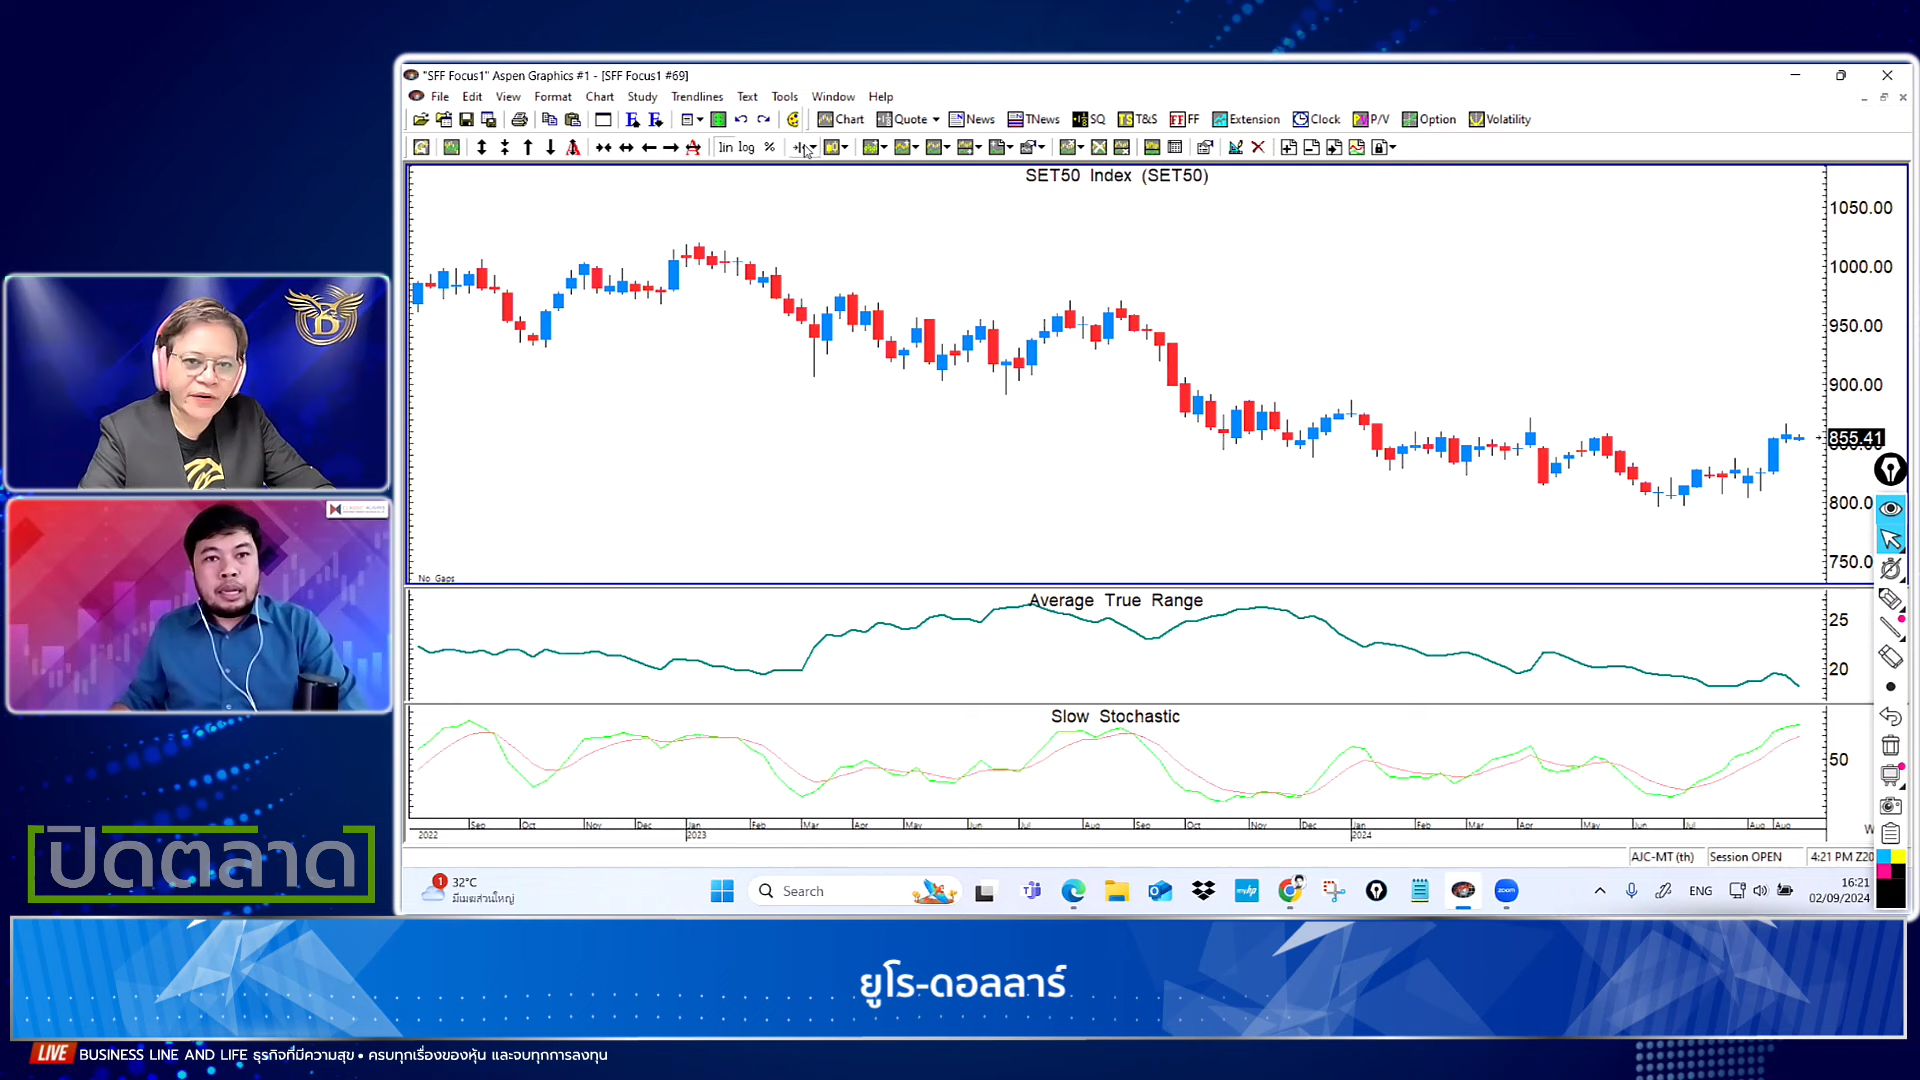 "SFF Focus1" Aspen Graphics #1 - [SFF Focus1 #69]
File Edit View Format Chart Study Trendlines Text Tools Window Help
Chart Quote News TNews SQ T&S FF Extension Clock P/V Option Volatility
lin log %
SET50 Index (SET50)
1050.00
1000.00
950.00
900.00
855.41
800.0
750.0
No Gaps
Average True Range
25
20
Slow Stochastic
50
Sep Oct Nov Dec Jan Feb Mar Apr May Jun Jul Aug Sep Oct Nov Dec Jan Feb Mar Apr May Jun Jul Aug Aug
2022 2023 2024
AJC-MT (th) Session OPEN 4:21 PM Z20
1 32°C
มีเมฆส่วนใหญ่
Search
ENG
16:21
02/09/2024
zoom
ปิดตลาด
ยูโร-ดอลลาร์
LIVE BUSINESS LINE AND LIFE ธุรกิจที่มีความสุข • ครบทุกเรื่องของหุ้น และจบทุกการลงทุน